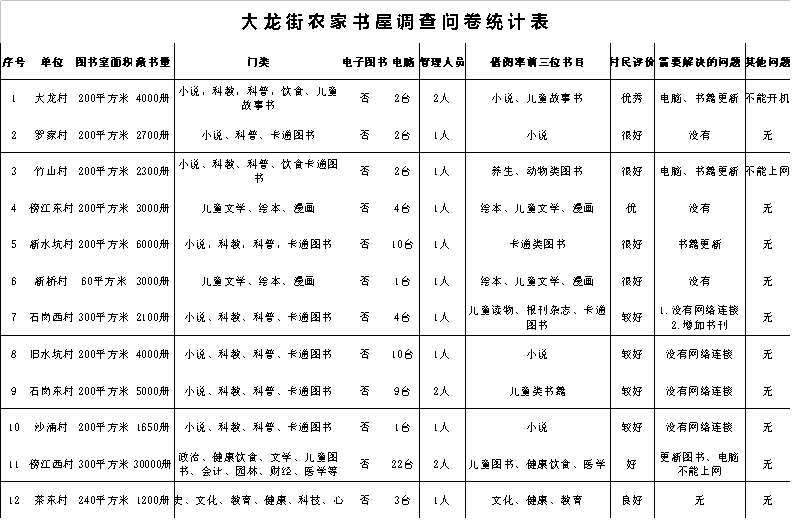 大龙街农家书屋调查问卷统计表
序号 单位 图书室面积 藏书量 门类 电子图书 电脑 管理人员 借阅率前三位书目 村民评价 需要解决的问题 其他问题
1 大龙村 200平方米 4000册 小说，科教，科普，饮食、儿童故事书 否 2台 2人 小说、儿童故事书 优秀 电脑、书籍更新 不能开机
2 罗家村 200平方米 2700册 小说、科普、卡通图书 否 2台 1人 小说 很好 没有 无
3 竹山村 200平方米 2300册 小说、科教、科普、饮食卡通图书 否 2台 1人 养生、动物类图书 很好 电脑、书籍更新 不能上网
4 傍江东村 200平方米 3000册 儿童文学、绘本、漫画 否 4台 1人 绘本、儿童文学、漫画 优 没有 无
5 新水坑村 200平方米 6000册 小说，科教，科普，卡通图书 否 10台 1人 卡通类图书 很好 书籍更新 无
6 新桥村 60平方米 3000册 儿童文学、绘本、漫画 否 1台 1人 绘本、儿童文学、漫画 很好 没有 无
7 石岗西村 300平方米 2100册 小说、科教、科普、卡通图书 否 4台 1人 儿童读物、报刊杂志、卡通图书 较好 1.没有网络连接 2.增加书刊 无
8 旧水坑村 200平方米 4000册 小说、科教、科普、卡通图书 否 10台 1人 小说 较好 没有网络连接 无
9 石岗东村 200平方米 5000册 小说、科教、科普、卡通图书 否 9台 2人 儿童类书籍 较好 没有网络连接 无
10 沙涌村 200平方米 1650册 小说、科教、科普、卡通图书 否 1台 1人 小说 较好 没有网络连接 无
11 傍江西村 300平方米 30000册 政治、健康饮食、文学、儿童图书、会计、园林、财经、医学等 否 22台 2人 儿童图书、健康饮食、医学 好 更新图书、电脑不能上网 无
12 茶东村 240平方米 1200册 史、文化、教育、健康、科技、心 否 3台 1人 文化、健康、教育 良好 无 无